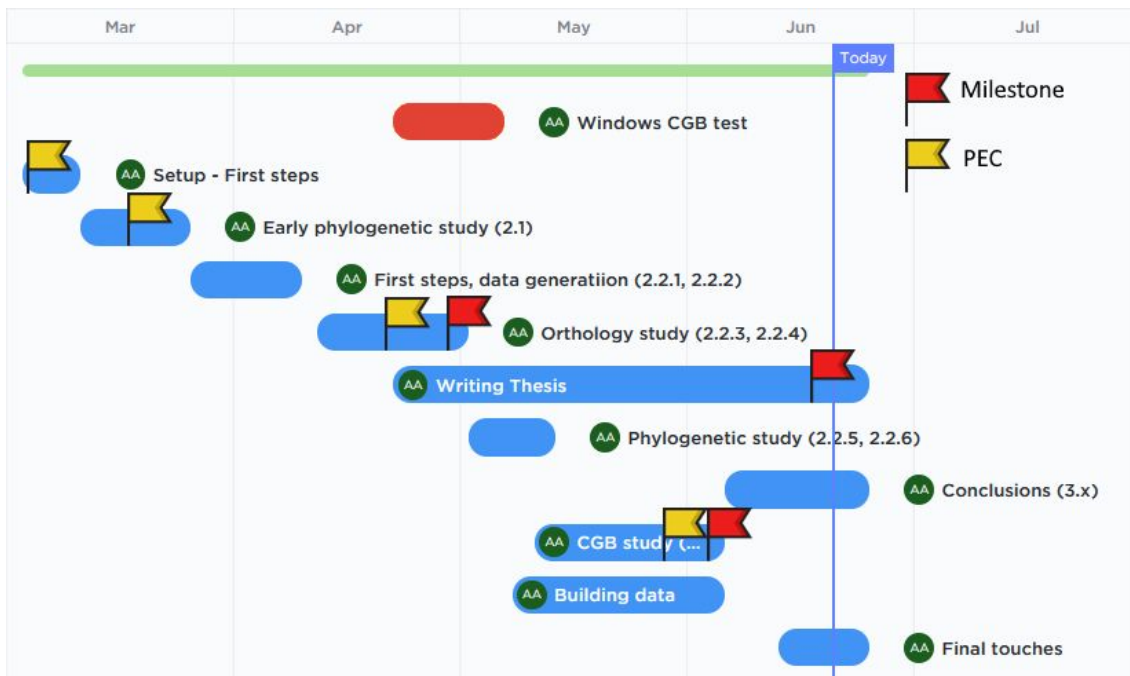 Mar Apr May Jun Jul
Today
Milestone
AA Windows CGB test
PEC
AA Setup - First steps
AA Early phylogenetic study (2.1)
AA First steps, data generatiion (2.2.1, 2.2.2)
AA Orthology study (2.2.3, 2.2.4)
AA Writing Thesis
AA Phylogenetic study (2.2.5, 2.2.6)
AA Conclusions (3.x)
AA CGB study (...
AA Building data
AA Final touches